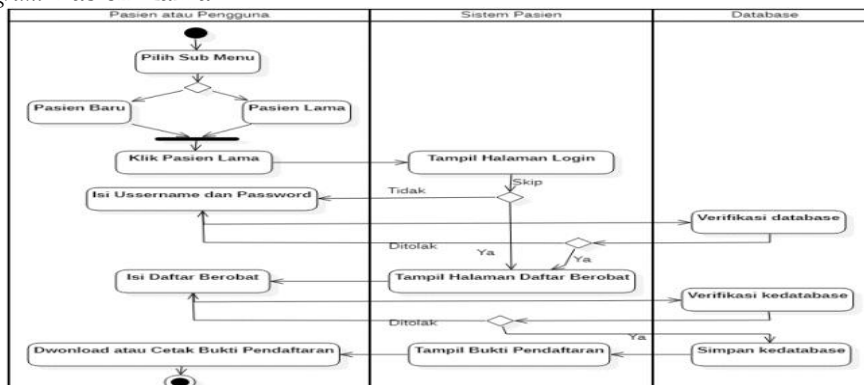 Pasien atau Pengguna
Sistem Pasien
Database
Pilih Sub Menu
Pasien Baru
Pasien Lama
Klik Pasien Lama
Tampil Halaman Login
Skip
Isi Ussername dan Password
Tidak
Verifikasi database
Ditolak
Ya
Ya
Isi Daftar Berobat
Tampil Halaman Daftar Berobat
Verifikasi kedatabase
Ditolak
Ya
Dwonload atau Cetak Bukti Pendaftaran
Tampil Bukti Pendaftaran
Simpan kedatabase